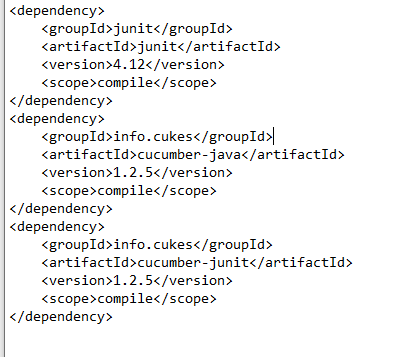 <dependency>
    <groupId>junit</groupId>
    <artifactId>junit</artifactId>
    <version>4.12</version>
    <scope>compile</scope>
</dependency>
<dependency>
    <groupId>info.cukes</groupId>
    <artifactId>cucumber-java</artifactId>
    <version>1.2.5</version>
    <scope>compile</scope>
</dependency>
<dependency>
    <groupId>info.cukes</groupId>
    <artifactId>cucumber-junit</artifactId>
    <version>1.2.5</version>
    <scope>compile</scope>
</dependency>